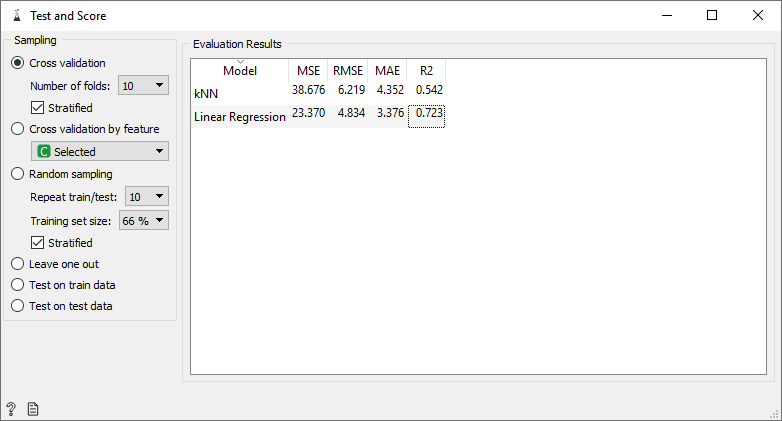 Test and Score
Sampling
Cross validation
Number of folds: 10
Stratified
Cross validation by feature
C Selected
Random sampling
Repeat train/test: 10
Training set size: 66 %
Stratified
Leave one out
Test on train data
Test on test data
Evaluation Results
Model MSE RMSE MAE R2
kNN 38.676 6.219 4.352 0.542
Linear Regression 23.370 4.834 3.376 0.723
?